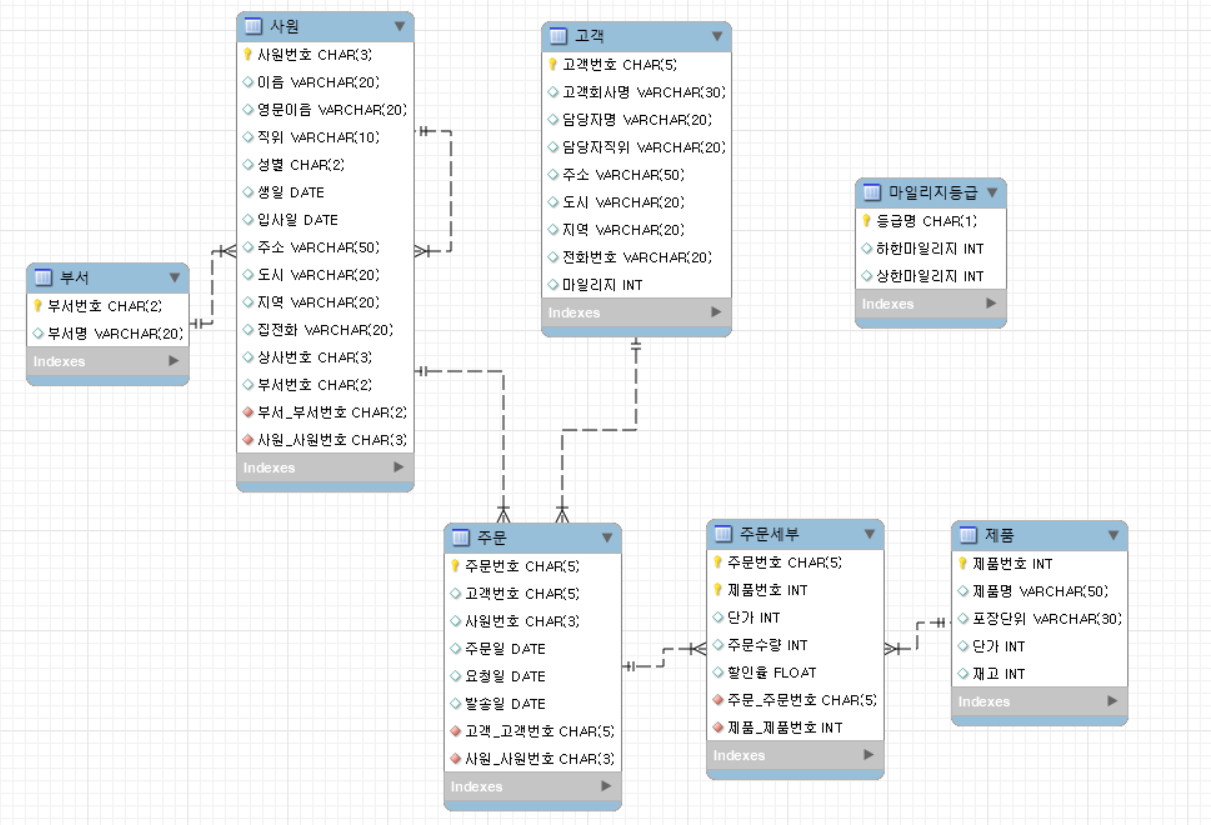 사원
사원번호 CHAR(3)
이름 VARCHAR(20)
영문이름 VARCHAR(20)
직위 VARCHAR(10)
성별 CHAR(2)
생일 DATE
입사일 DATE
주소 VARCHAR(50)
도시 VARCHAR(20)
지역 VARCHAR(20)
집전화 VARCHAR(20)
상사번호 CHAR(3)
부서번호 CHAR(2)
부서_부서번호 CHAR(2)
사원_사원번호 CHAR(3)
Indexes
고객
고객번호 CHAR(5)
고객회사명 VARCHAR(30)
담당자명 VARCHAR(20)
담당자직위 VARCHAR(20)
주소 VARCHAR(50)
도시 VARCHAR(20)
지역 VARCHAR(20)
전화번호 VARCHAR(20)
마일리지 INT
Indexes
마일리지등급
등급명 CHAR(1)
하한마일리지 INT
상한마일리지 INT
Indexes
부서
부서번호 CHAR(2)
부서명 VARCHAR(20)
Indexes
주문
주문번호 CHAR(5)
고객번호 CHAR(5)
사원번호 CHAR(3)
주문일 DATE
요청일 DATE
발송일 DATE
고객_고객번호 CHAR(5)
사원_사원번호 CHAR(3)
Indexes
주문세부
주문번호 CHAR(5)
제품번호 INT
단가 INT
주문수량 INT
할인율 FLOAT
주문_주문번호 CHAR(5)
제품_제품번호 INT
Indexes
제품
제품번호 INT
제품명 VARCHAR(50)
포장단위 VARCHAR(30)
단가 INT
재고 INT
Indexes